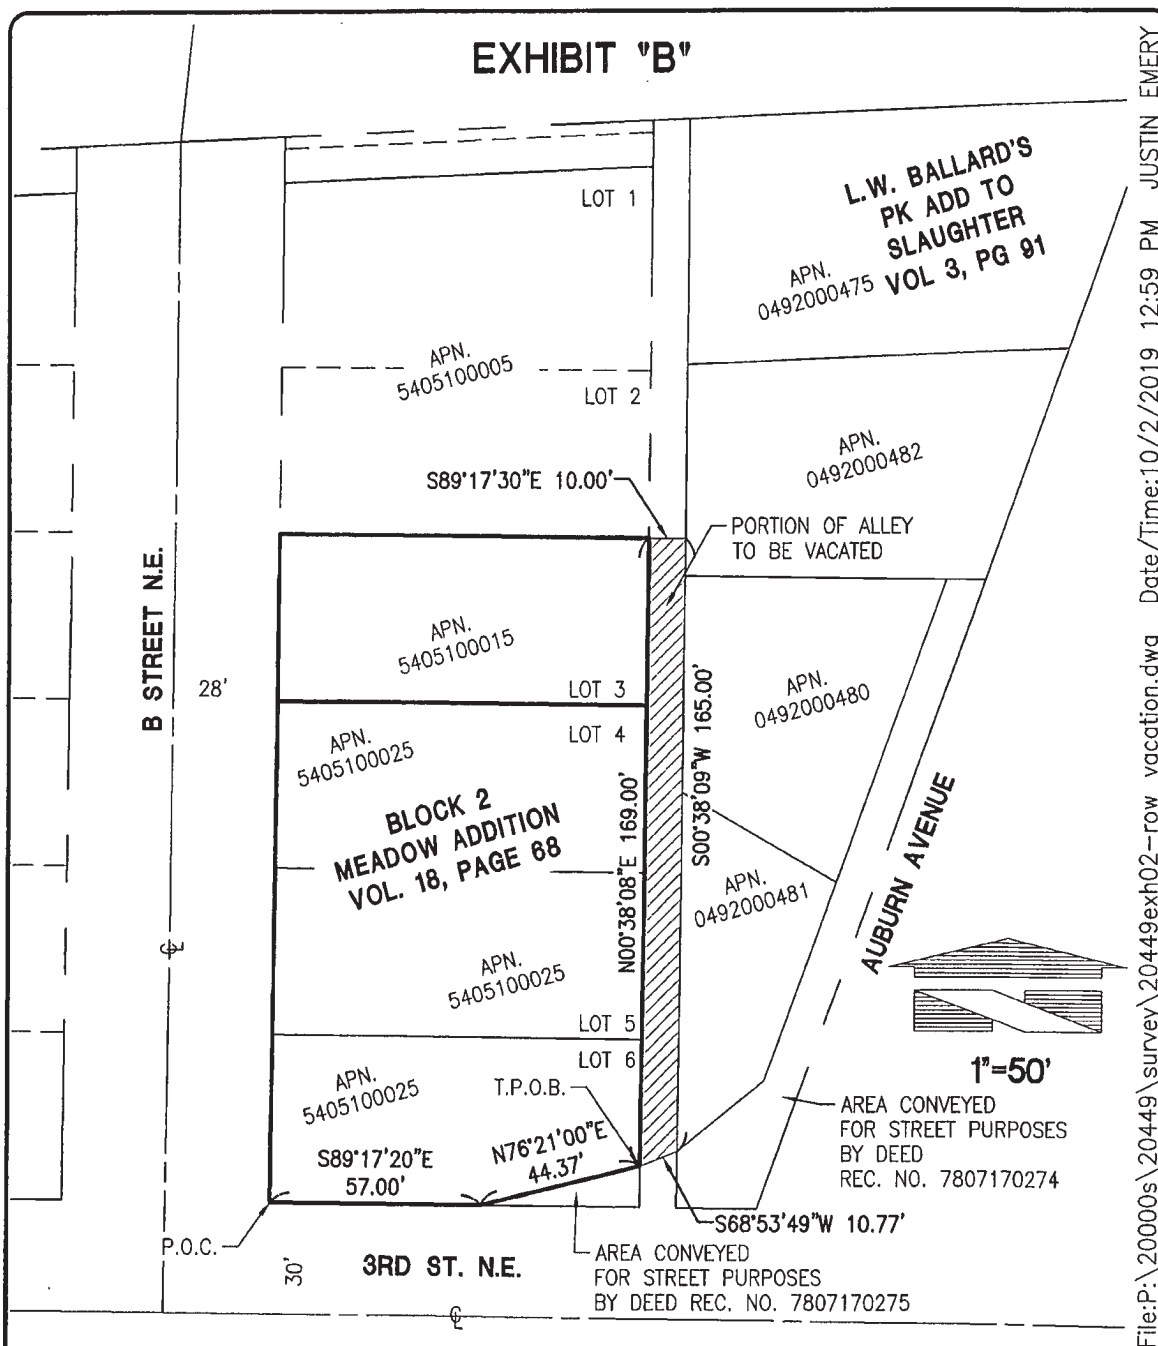 EXHIBIT "B"
File:P:\20000s\20449\survey\20449exh02-row vacation.dwg Date/Time:10/2/2019 12:59 PM JUSTIN EMERY
LOT 1
L.W. BALLARD'S
PK ADD TO
SLAUGHTER
VOL 3, PG 91
APN.
0492000475
APN.
5405100005
LOT 2
APN.
0492000482
S89°17'30"E 10.00'
PORTION OF ALLEY
TO BE VACATED
B STREET N.E.
28'
APN.
5405100015
LOT 3
APN.
0492000480
S00°38'09"W 165.00'
LOT 4
APN.
5405100025
BLOCK 2
MEADOW ADDITION
VOL. 18, PAGE 68
N00°38'08"E 169.00'
APN.
0492000481
AUBURN AVENUE
APN.
5405100025
LOT 5
LOT 6
1"=50'
APN.
5405100025
T.P.O.B.
AREA CONVEYED
FOR STREET PURPOSES
BY DEED
REC. NO. 7807170274
S89°17'20"E
57.00'
N76°21'00"E
44.37'
S68°53'49"W 10.77'
P.O.C.
30'
3RD ST. N.E.
AREA CONVEYED
FOR STREET PURPOSES
BY DEED REC. NO. 7807170275